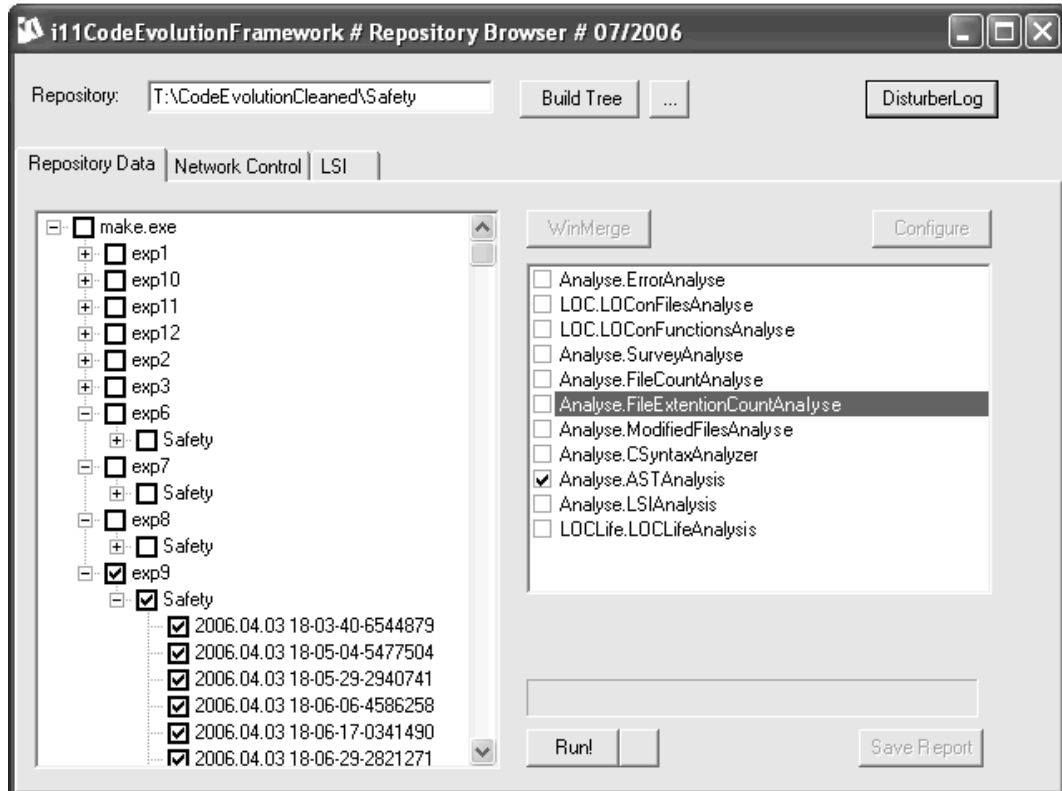 i11CodeEvolutionFramework # Repository Browser # 07/2006
Repository: T:\CodeEvolutionCleaned\Safety Build Tree ... DisturberLog
Repository Data Network Control LSI
make.exe
exp1
exp10
exp11
exp12
exp2
exp3
exp6
Safety
exp7
Safety
exp8
Safety
exp9
Safety
2006.04.03 18-03-40-6544879
2006.04.03 18-05-04-5477504
2006.04.03 18-05-29-2940741
2006.04.03 18-06-06-4586258
2006.04.03 18-06-17-0341490
2006.04.03 18-06-29-2821271
WinMerge Configure
Analyse.ErrorAnalyse
LOC.LOConFilesAnalyse
LOC.LOConFunctionsAnalyse
Analyse.SurveyAnalyse
Analyse.FileCountAnalyse
Analyse.FileExtentionCountAnalyse
Analyse.ModifiedFilesAnalyse
Analyse.CSyntaxAnalyzer
Analyse.ASTAnalysis
Analyse.LSIAnalysis
LOCLife.LOCLifeAnalysis
Run! Save Report